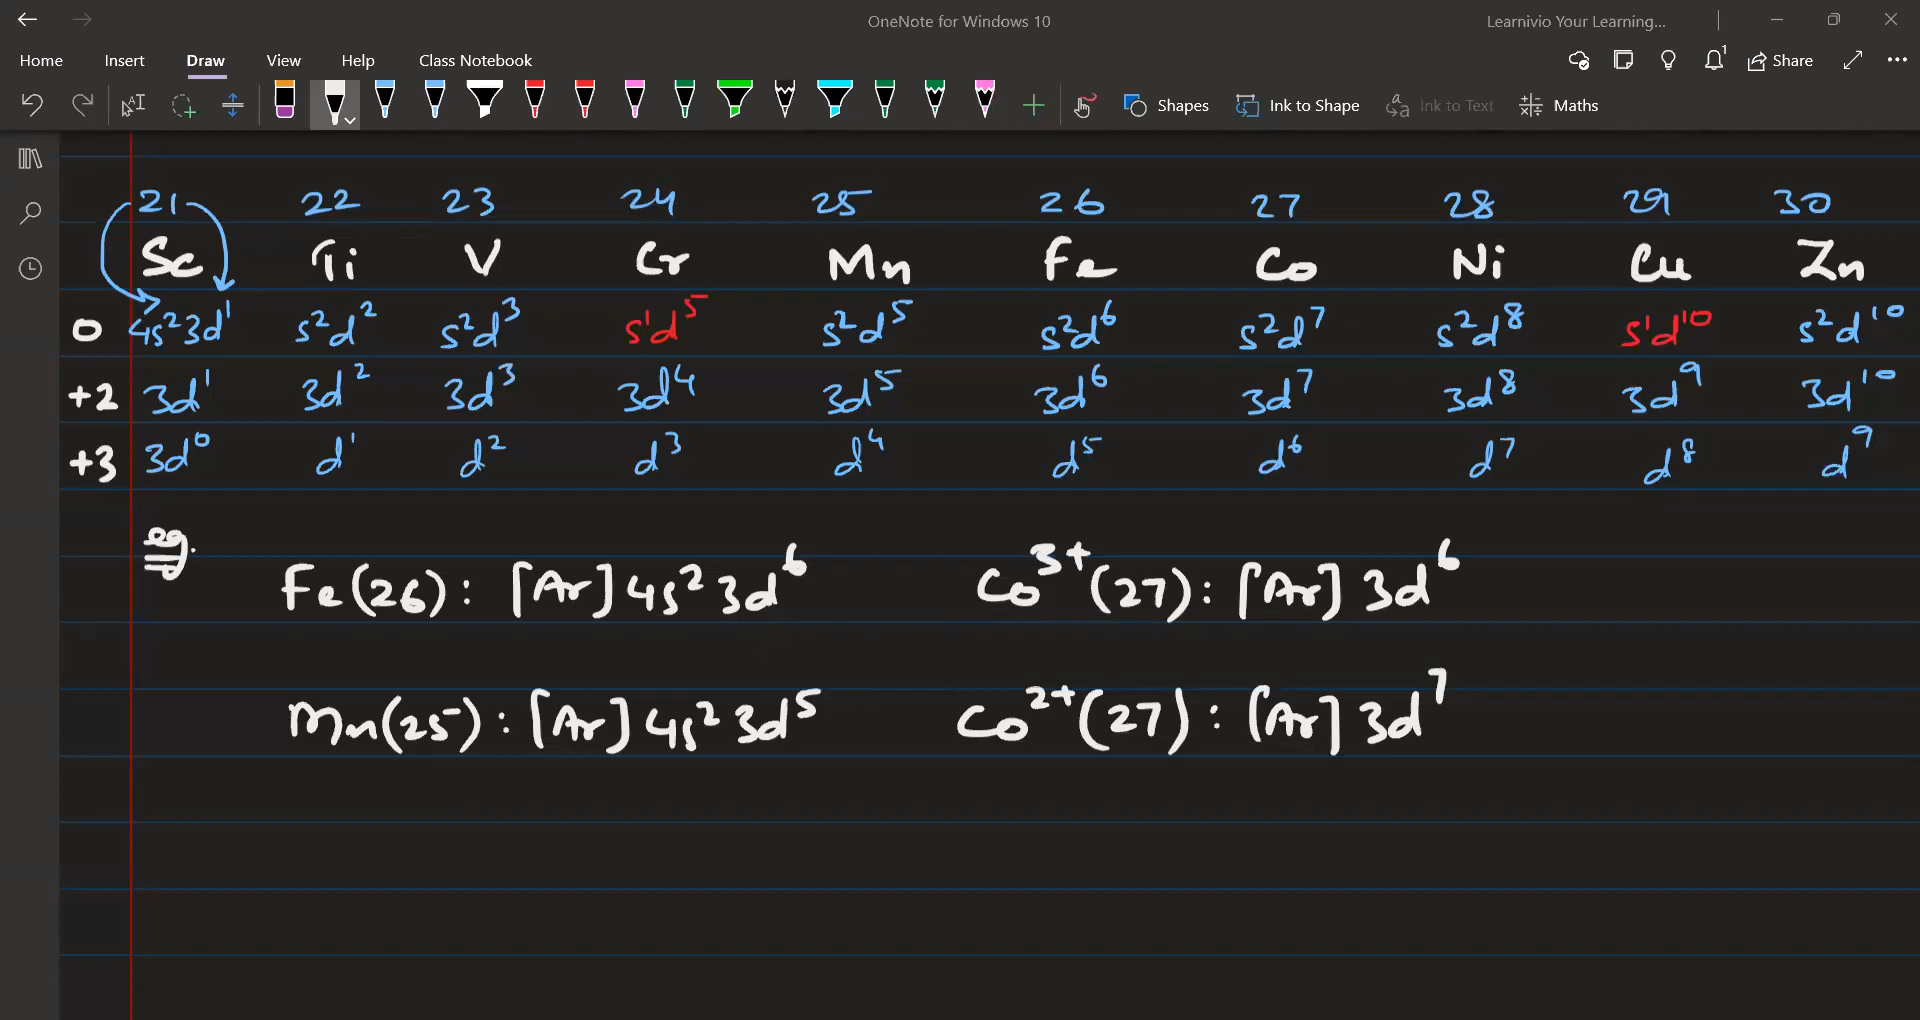 OneNote for Windows 10 Learnivio Your Learning...
Home Insert Draw View Help Class Notebook 1 Share
Shapes Ink to Shape Ink to Text Maths
21 22 23 24 25 26 27 28 29 30
Sc Ti V Cr Mn Fe Co Ni Cu Zn
0 4s²3d¹ s²d² s²d³ s¹d⁵ s²d⁵ s²d⁶ s²d⁷ s²d⁸ s¹d¹⁰ s²d¹⁰
+2 3d¹ 3d² 3d³ 3d⁴ 3d⁵ 3d⁶ 3d⁷ 3d⁸ 3d⁹ 3d¹⁰
+3 3d⁰ d¹ d² d³ d⁴ d⁵ d⁶ d⁷ d⁸ d⁹
eg.
Fe(26): [Ar] 4s² 3d⁶ Co³⁺(27): [Ar] 3d⁶
Mn(25): [Ar] 4s² 3d⁵ Co²⁺(27): [Ar] 3d⁷